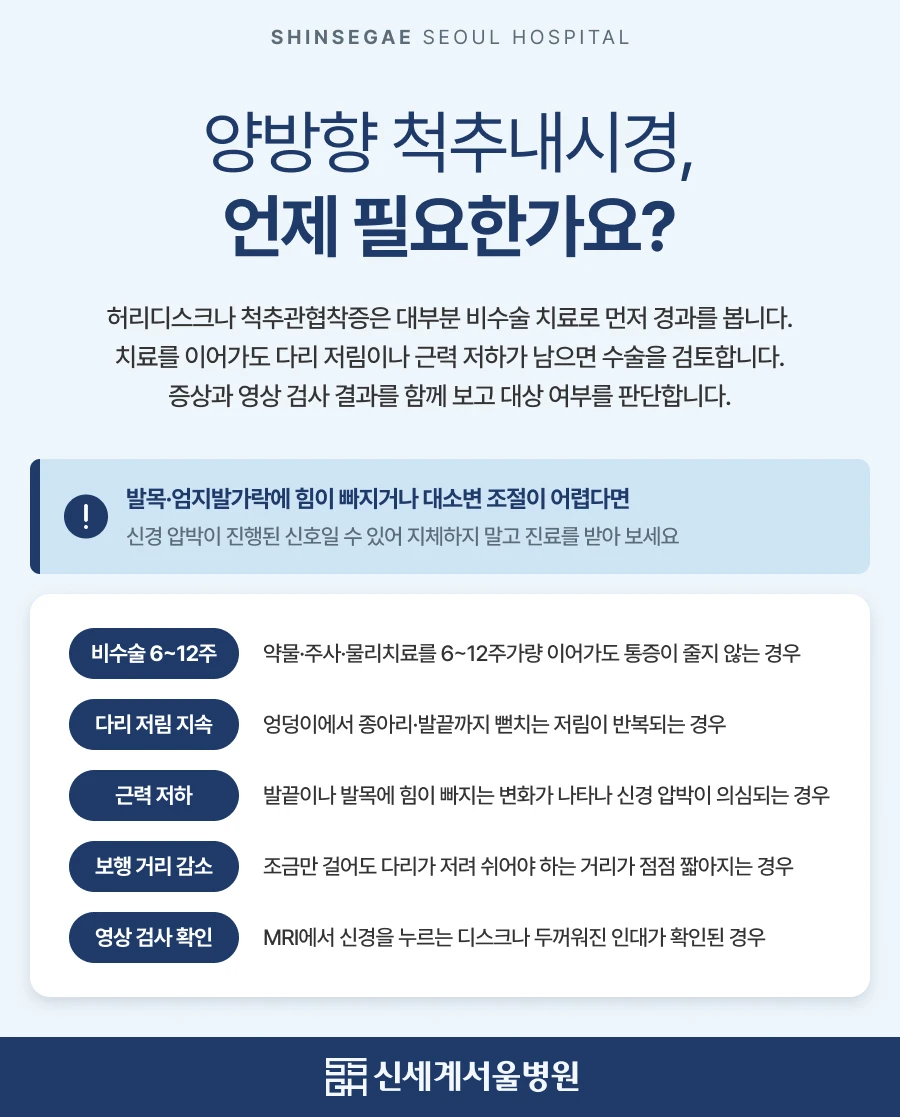 SHINSEGAE SEOUL HOSPITAL
양방향 척추내시경,
언제 필요한가요?
허리디스크나 척추관협착증은 대부분 비수술 치료로 먼저 경과를 봅니다.
치료를 이어가도 다리 저림이나 근력 저하가 남으면 수술을 검토합니다.
증상과 영상 검사 결과를 함께 보고 대상 여부를 판단합니다.
발목·엄지발가락에 힘이 빠지거나 대소변 조절이 어렵다면
신경 압박이 진행된 신호일 수 있어 지체하지 말고 진료를 받아 보세요
비수술 6~12주 약물·주사·물리치료를 6~12주가량 이어가도 통증이 줄지 않는 경우
다리 저림 지속 엉덩이에서 종아리·발끝까지 뻗치는 저림이 반복되는 경우
근력 저하 발끝이나 발목에 힘이 빠지는 변화가 나타나 신경 압박이 의심되는 경우
보행 거리 감소 조금만 걸어도 다리가 저려 쉬어야 하는 거리가 점점 짧아지는 경우
영상 검사 확인 MRI에서 신경을 누르는 디스크나 두꺼워진 인대가 확인된 경우
신세계서울병원